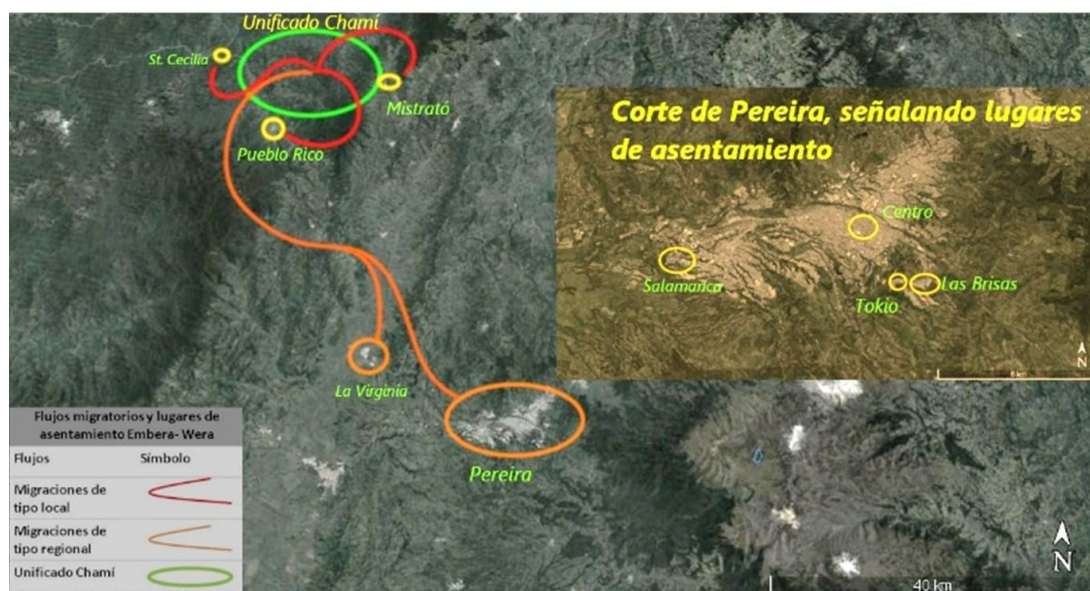 Unificado Chamí
St. Cecilia
Mistrató
Pueblo Rico
La Virginia
Pereira
Corte de Pereira, señalando lugares
de asentamiento
Centro
Salamanca
Tokio
Las Brisas
N
6 km
Flujos migratorios y lugares de
asentamiento Embera- Wera
Flujos Símbolo
Migraciones de
tipo local
Migraciones de
tipo regional
Unificado Chamí
N
40 km